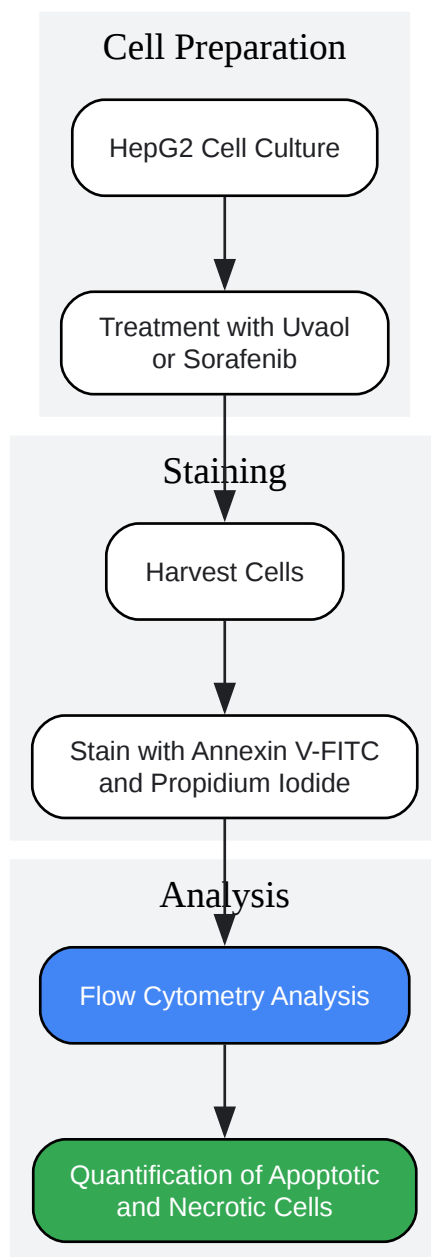 Cell Preparation
HepG2 Cell Culture
Treatment with Uvaol
or Sorafenib
Staining
Harvest Cells
Stain with Annexin V-FITC
and Propidium Iodide
Analysis
Flow Cytometry Analysis
Quantification of Apoptotic
and Necrotic Cells